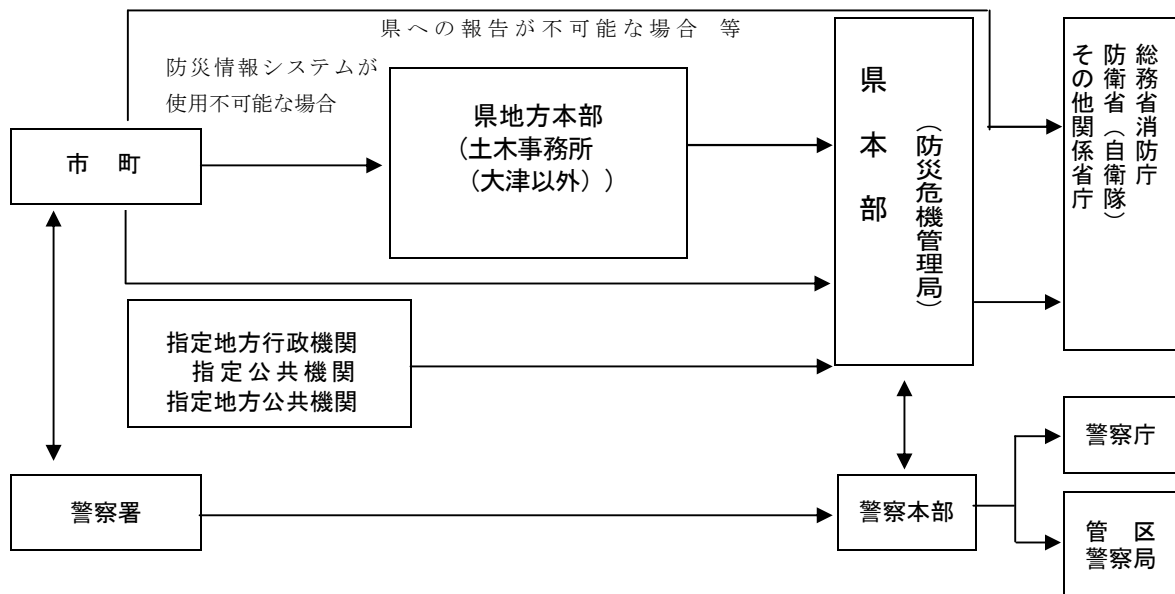 県への報告が不可能な場合 等
防災情報システムが
使用不可能な場合
市 町
県地方本部
(土木事務所
(大津以外))
県本部
(防災危機管理局)
総務省消防庁
防衛省(自衛隊)
その他関係省庁
指定地方行政機関
指定公共機関
指定地方公共機関
警察署
警察本部
警察庁
管 区
警察局